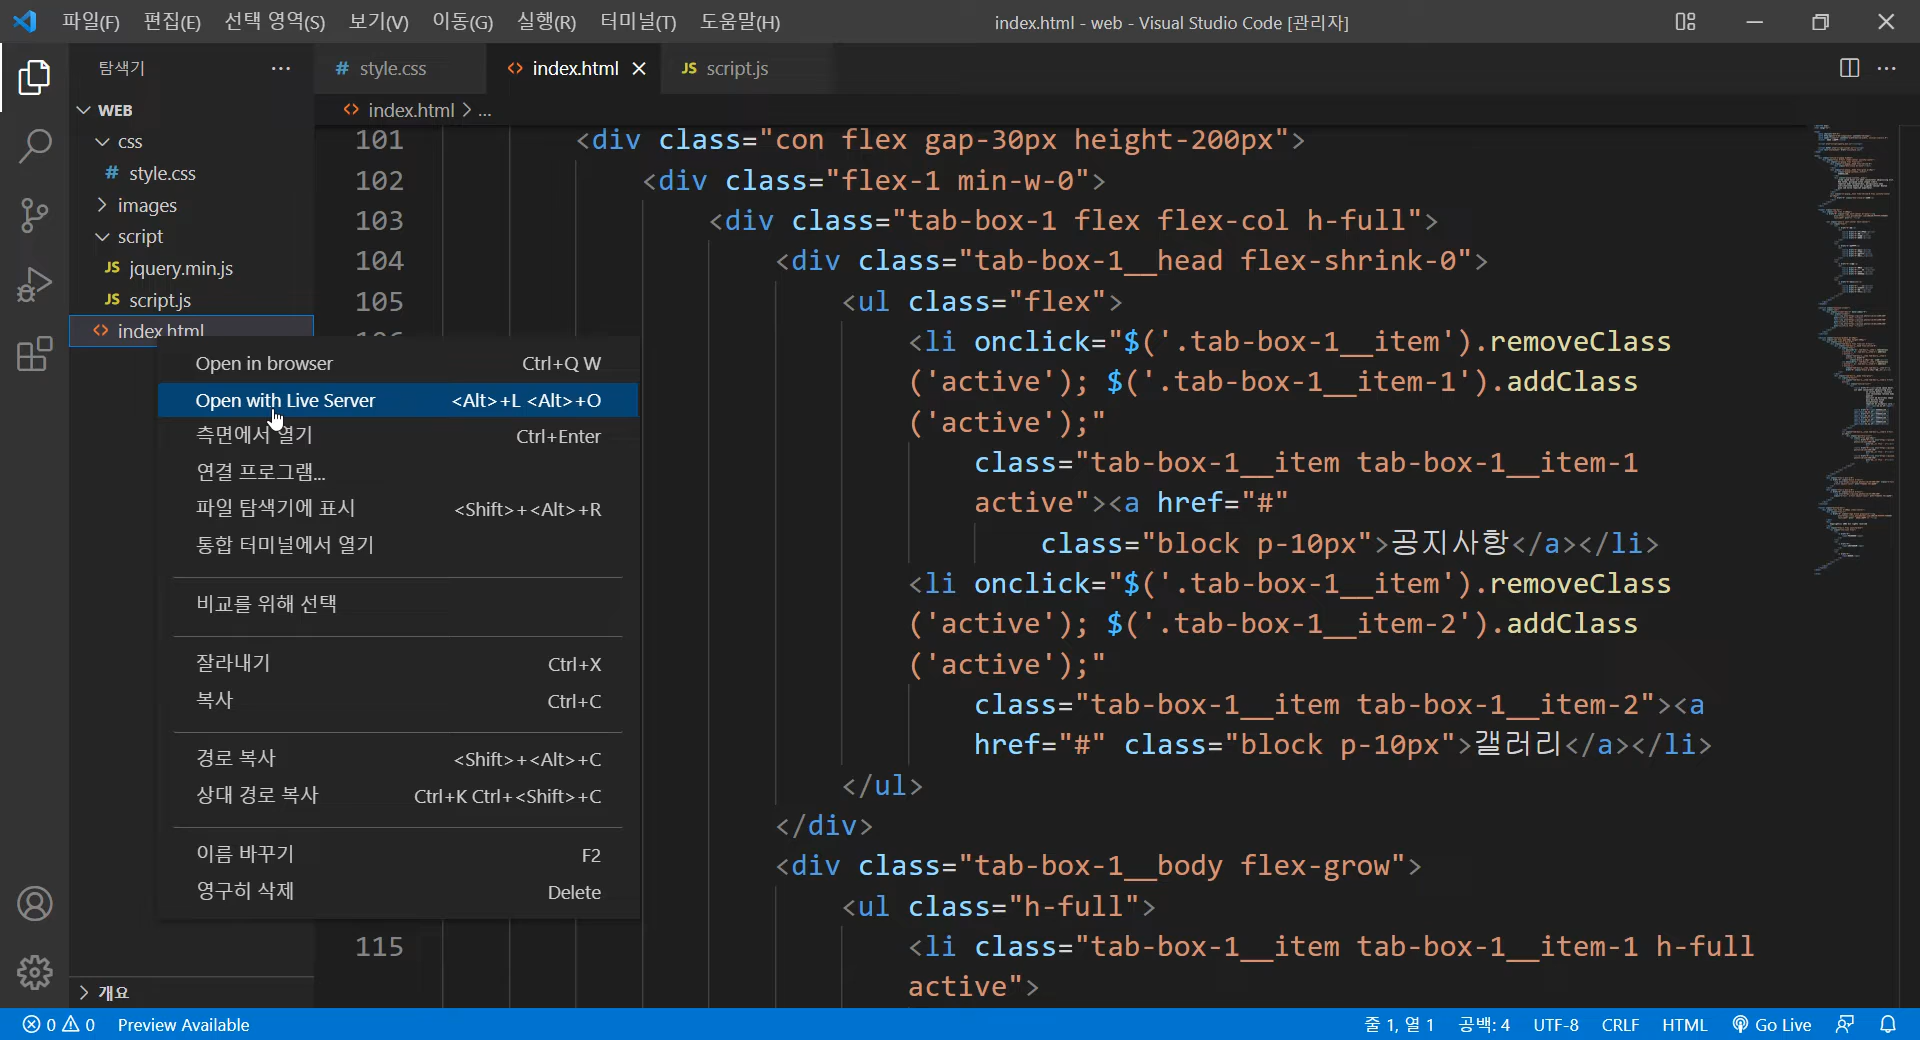 파일(F) 편집(E) 선택 영역(S) 보기(V) 이동(G) 실행(R) 터미널(T) 도움말(H) index.html - web - Visual Studio Code [관리자]
탐색기 ...
# style.css <> index.html JS script.js ...
<> index.html > ...
WEB
css
# style.css
images
script
JS jquery.min.js
JS script.js
<> index.html
개요
Open in browser Ctrl+Q W
Open with Live Server <Alt>+L <Alt>+O
측면에서 열기 Ctrl+Enter
연결 프로그램...
파일 탐색기에 표시 <Shift>+<Alt>+R
통합 터미널에서 열기
비교를 위해 선택
잘라내기 Ctrl+X
복사 Ctrl+C
경로 복사 <Shift>+<Alt>+C
상대 경로 복사 Ctrl+K Ctrl+<Shift>+C
이름 바꾸기 F2
영구히 삭제 Delete
101 <div class="con flex gap-30px height-200px">
102 <div class="flex-1 min-w-0">
103 <div class="tab-box-1 flex flex-col h-full">
104 <div class="tab-box-1__head flex-shrink-0">
105 <ul class="flex">
106 <li onclick="$('.tab-box-1__item').removeClass
('active'); $('.tab-box-1__item-1').addClass
('active');"
class="tab-box-1__item tab-box-1__item-1
active"><a href="#"
class="block p-10px">공지사항</a></li>
<li onclick="$('.tab-box-1__item').removeClass
('active'); $('.tab-box-1__item-2').addClass
('active');"
class="tab-box-1__item tab-box-1__item-2"><a
href="#" class="block p-10px">갤러리</a></li>
</ul>
</div>
<div class="tab-box-1__body flex-grow">
<ul class="h-full">
115 <li class="tab-box-1__item tab-box-1__item-1 h-full
active">
0 0 Preview Available 줄 1, 열 1 공백: 4 UTF-8 CRLF HTML Go Live